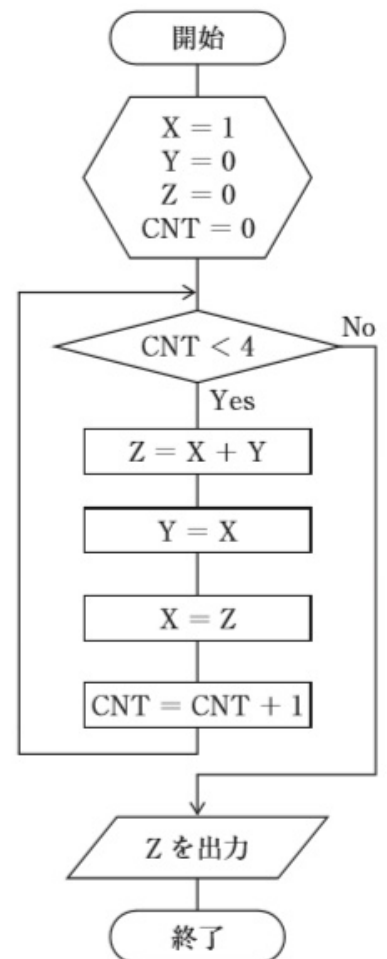 開始
X = 1
Y = 0
Z = 0
CNT = 0
CNT < 4
No
Yes
Z = X + Y
Y = X
X = Z
CNT = CNT + 1
Z を出力
終了